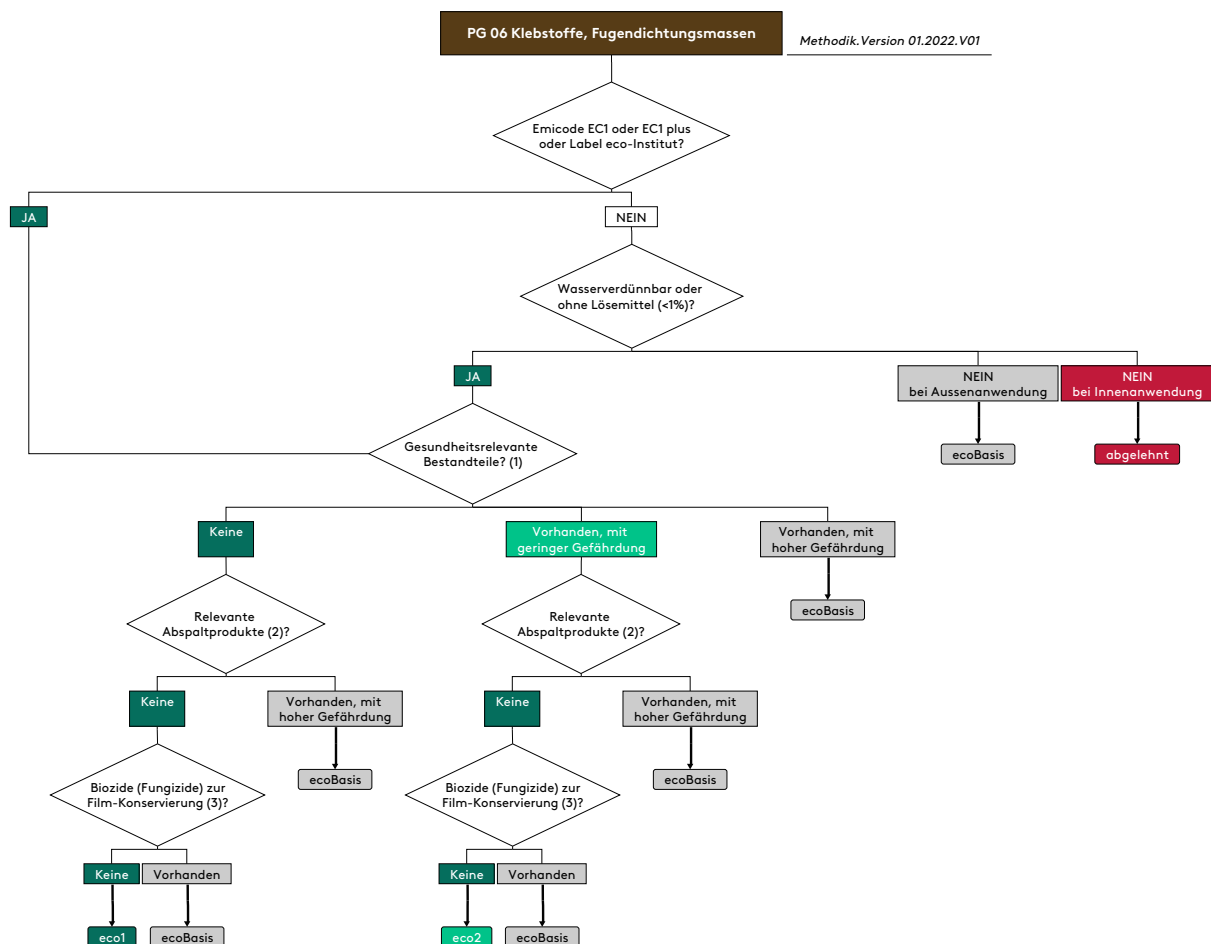 PG 06 Klebstoffe, Fugendichtungsmassen
Methodik.Version 01.2022.V01
Emicode EC1 oder EC1 plus
oder Label eco-Institut?
JA
NEIN
Wasserverdünnbar oder
ohne Lösemittel (<1%)?
JA
NEIN
bei Aussenanwendung
NEIN
bei Innenanwendung
Gesundheitsrelevante
Bestandteile? (1)
ecoBasis
abgelehnt
Keine
Vorhanden, mit
geringer Gefährdung
Vorhanden, mit
hoher Gefährdung
ecoBasis
Relevante
Abspaltprodukte (2)?
Relevante
Abspaltprodukte (2)?
Keine
Vorhanden, mit
hoher Gefährdung
Keine
Vorhanden, mit
hoher Gefährdung
ecoBasis
ecoBasis
Biozide (Fungizide) zur
Film-Konservierung (3)?
Biozide (Fungizide) zur
Film-Konservierung (3)?
Keine
Vorhanden
Keine
Vorhanden
eco1
ecoBasis
eco2
ecoBasis